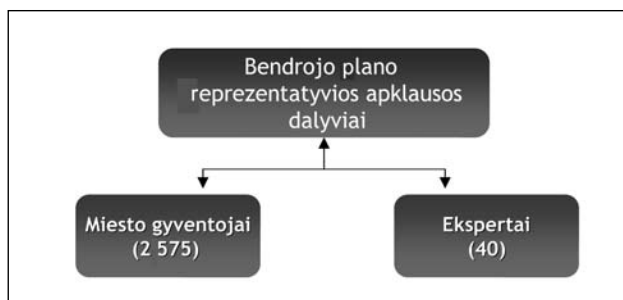 Bendrojo plano
reprezentatyvios apklausos
dalyviai
Miesto gyventojai
(2 575)
Ekspertai
(40)